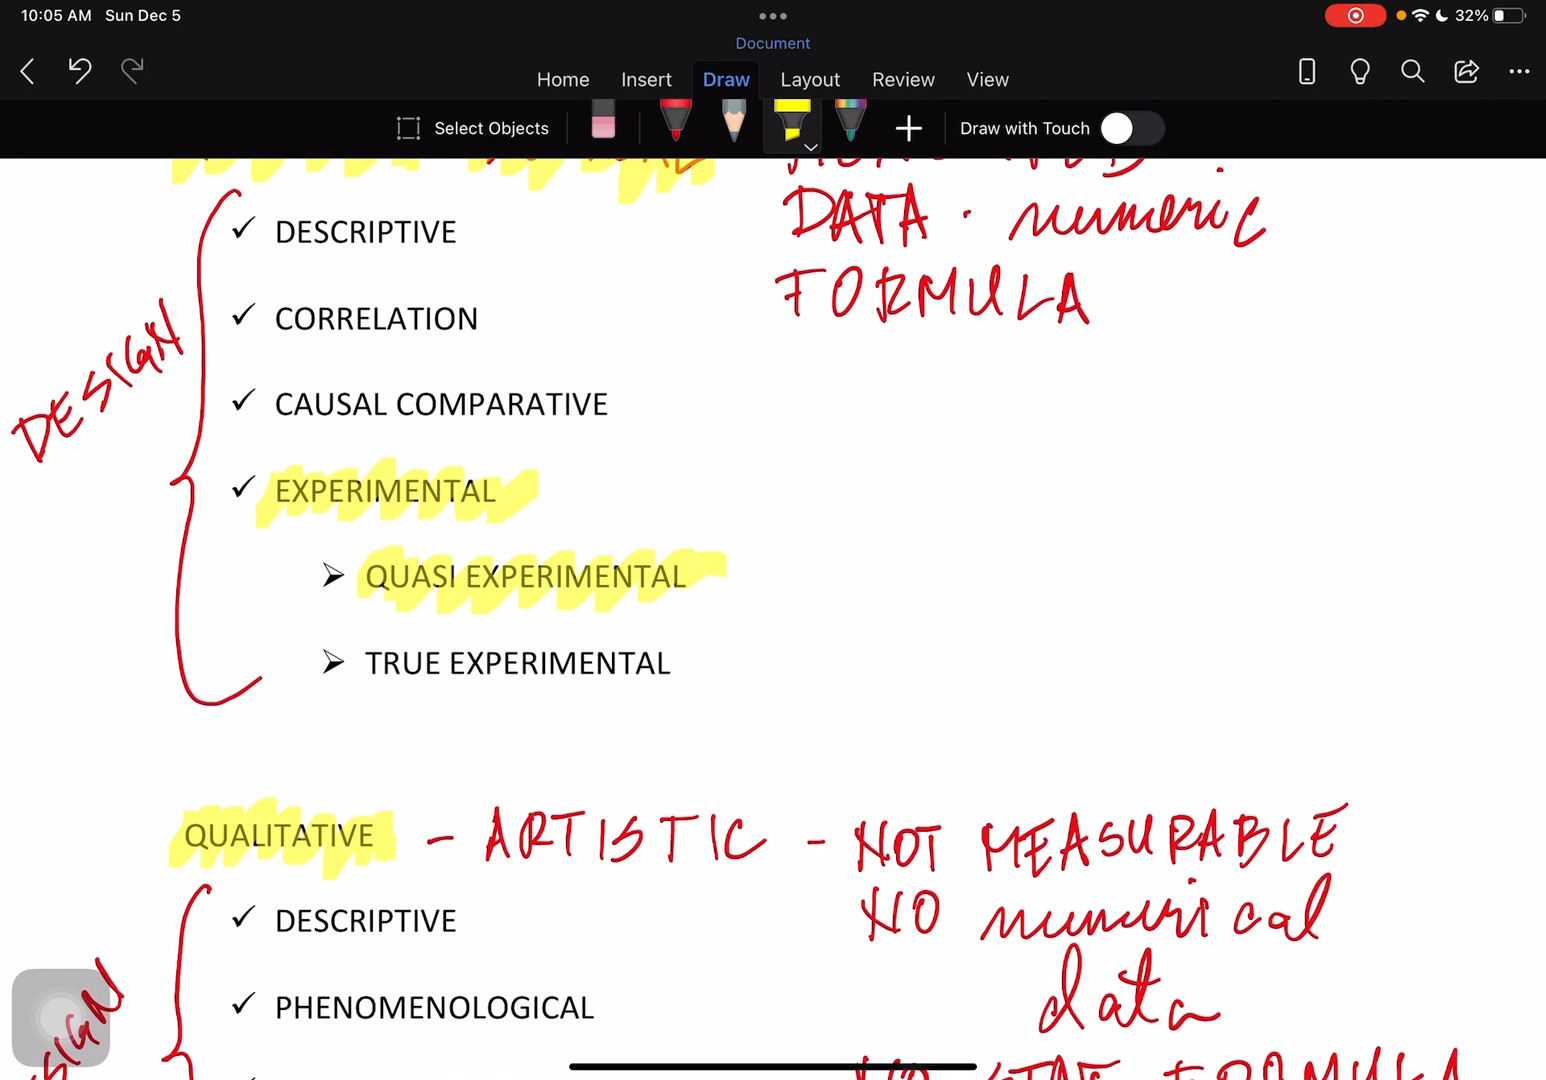 10:05 AM Sun Dec 5
32%
Document
Home Insert Draw Layout Review View
Select Objects
Draw with Touch
DATA . numeric
FORMULA
DESIGN
✓ DESCRIPTIVE
✓ CORRELATION
✓ CAUSAL COMPARATIVE
✓ EXPERIMENTAL
➢ QUASI EXPERIMENTAL
➢ TRUE EXPERIMENTAL
QUALITATIVE - ARTISTIC - NOT MEASURABLE
NO numerical
data
✓ DESCRIPTIVE
✓ PHENOMENOLOGICAL